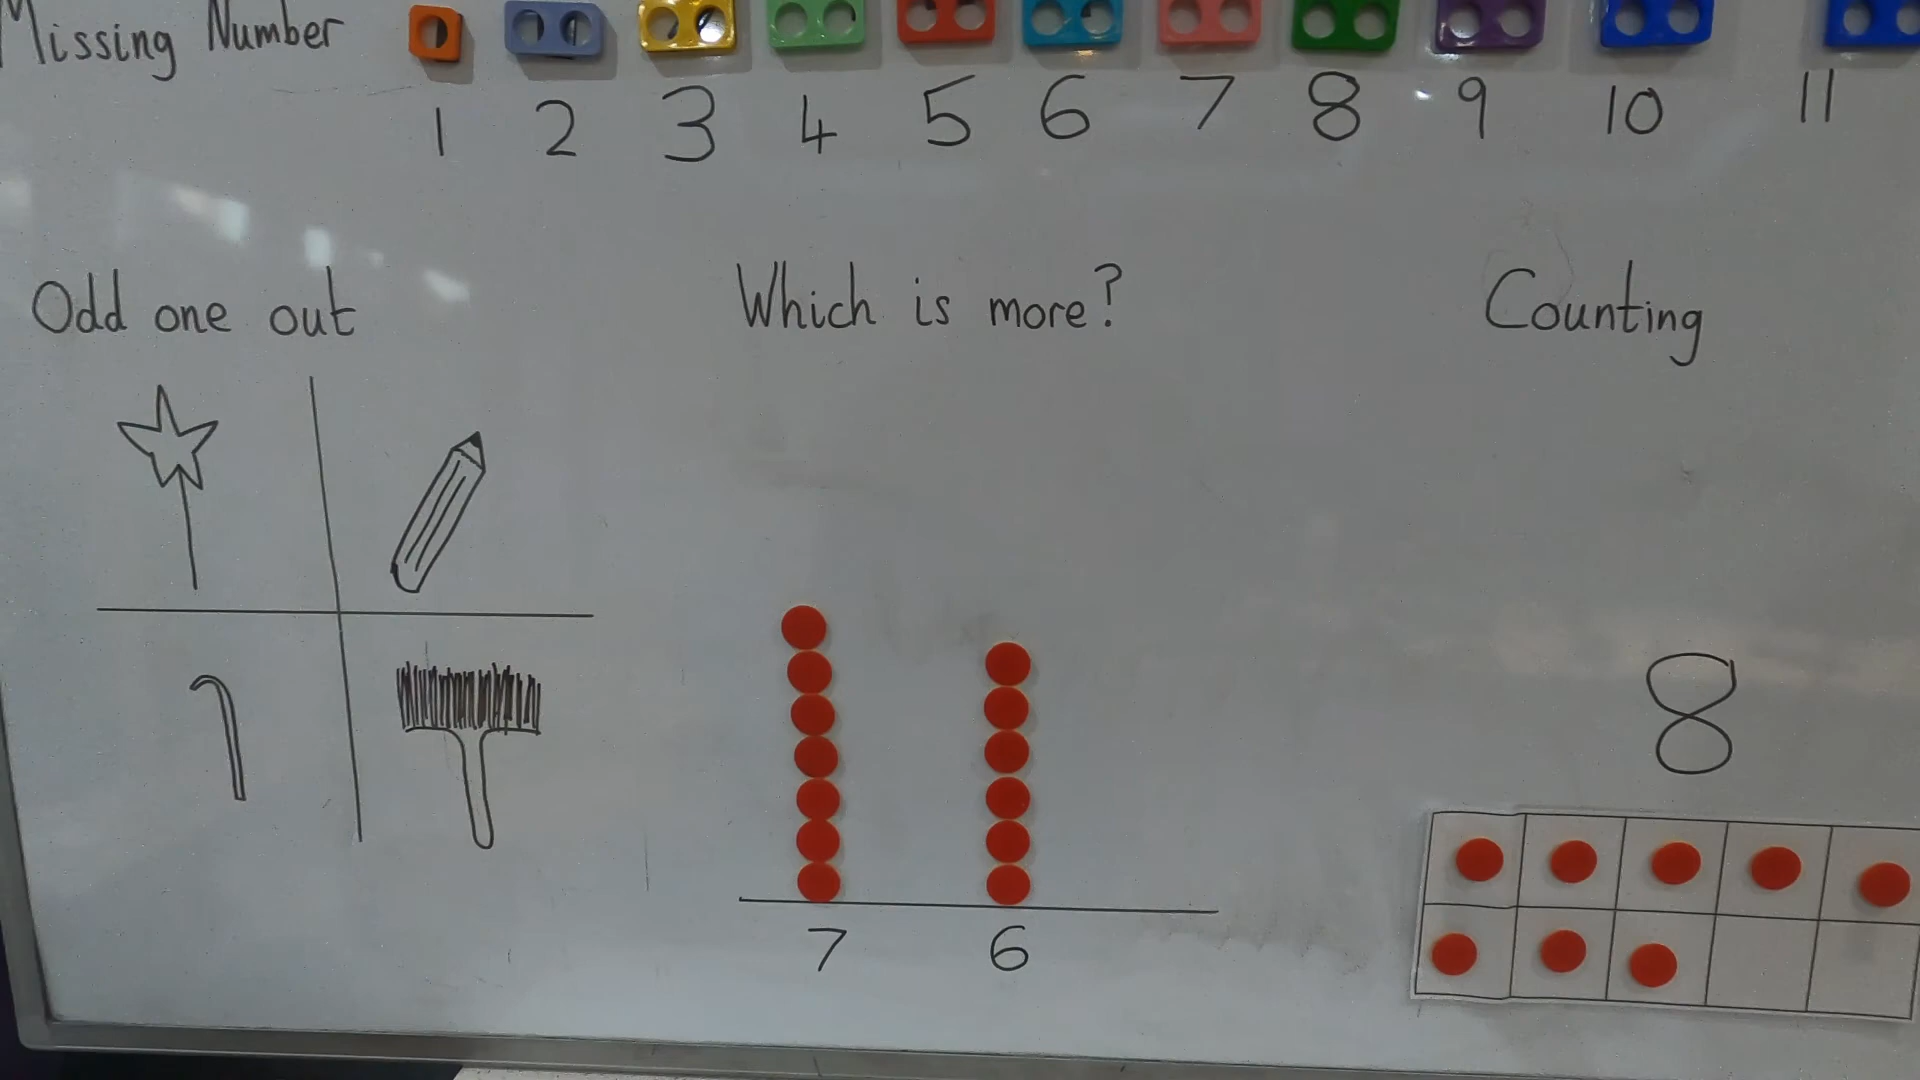 Missing Number
1 2 3 4 5 6 7 8 9 10 11
Odd one out
Which is more?
Counting
8
7 6